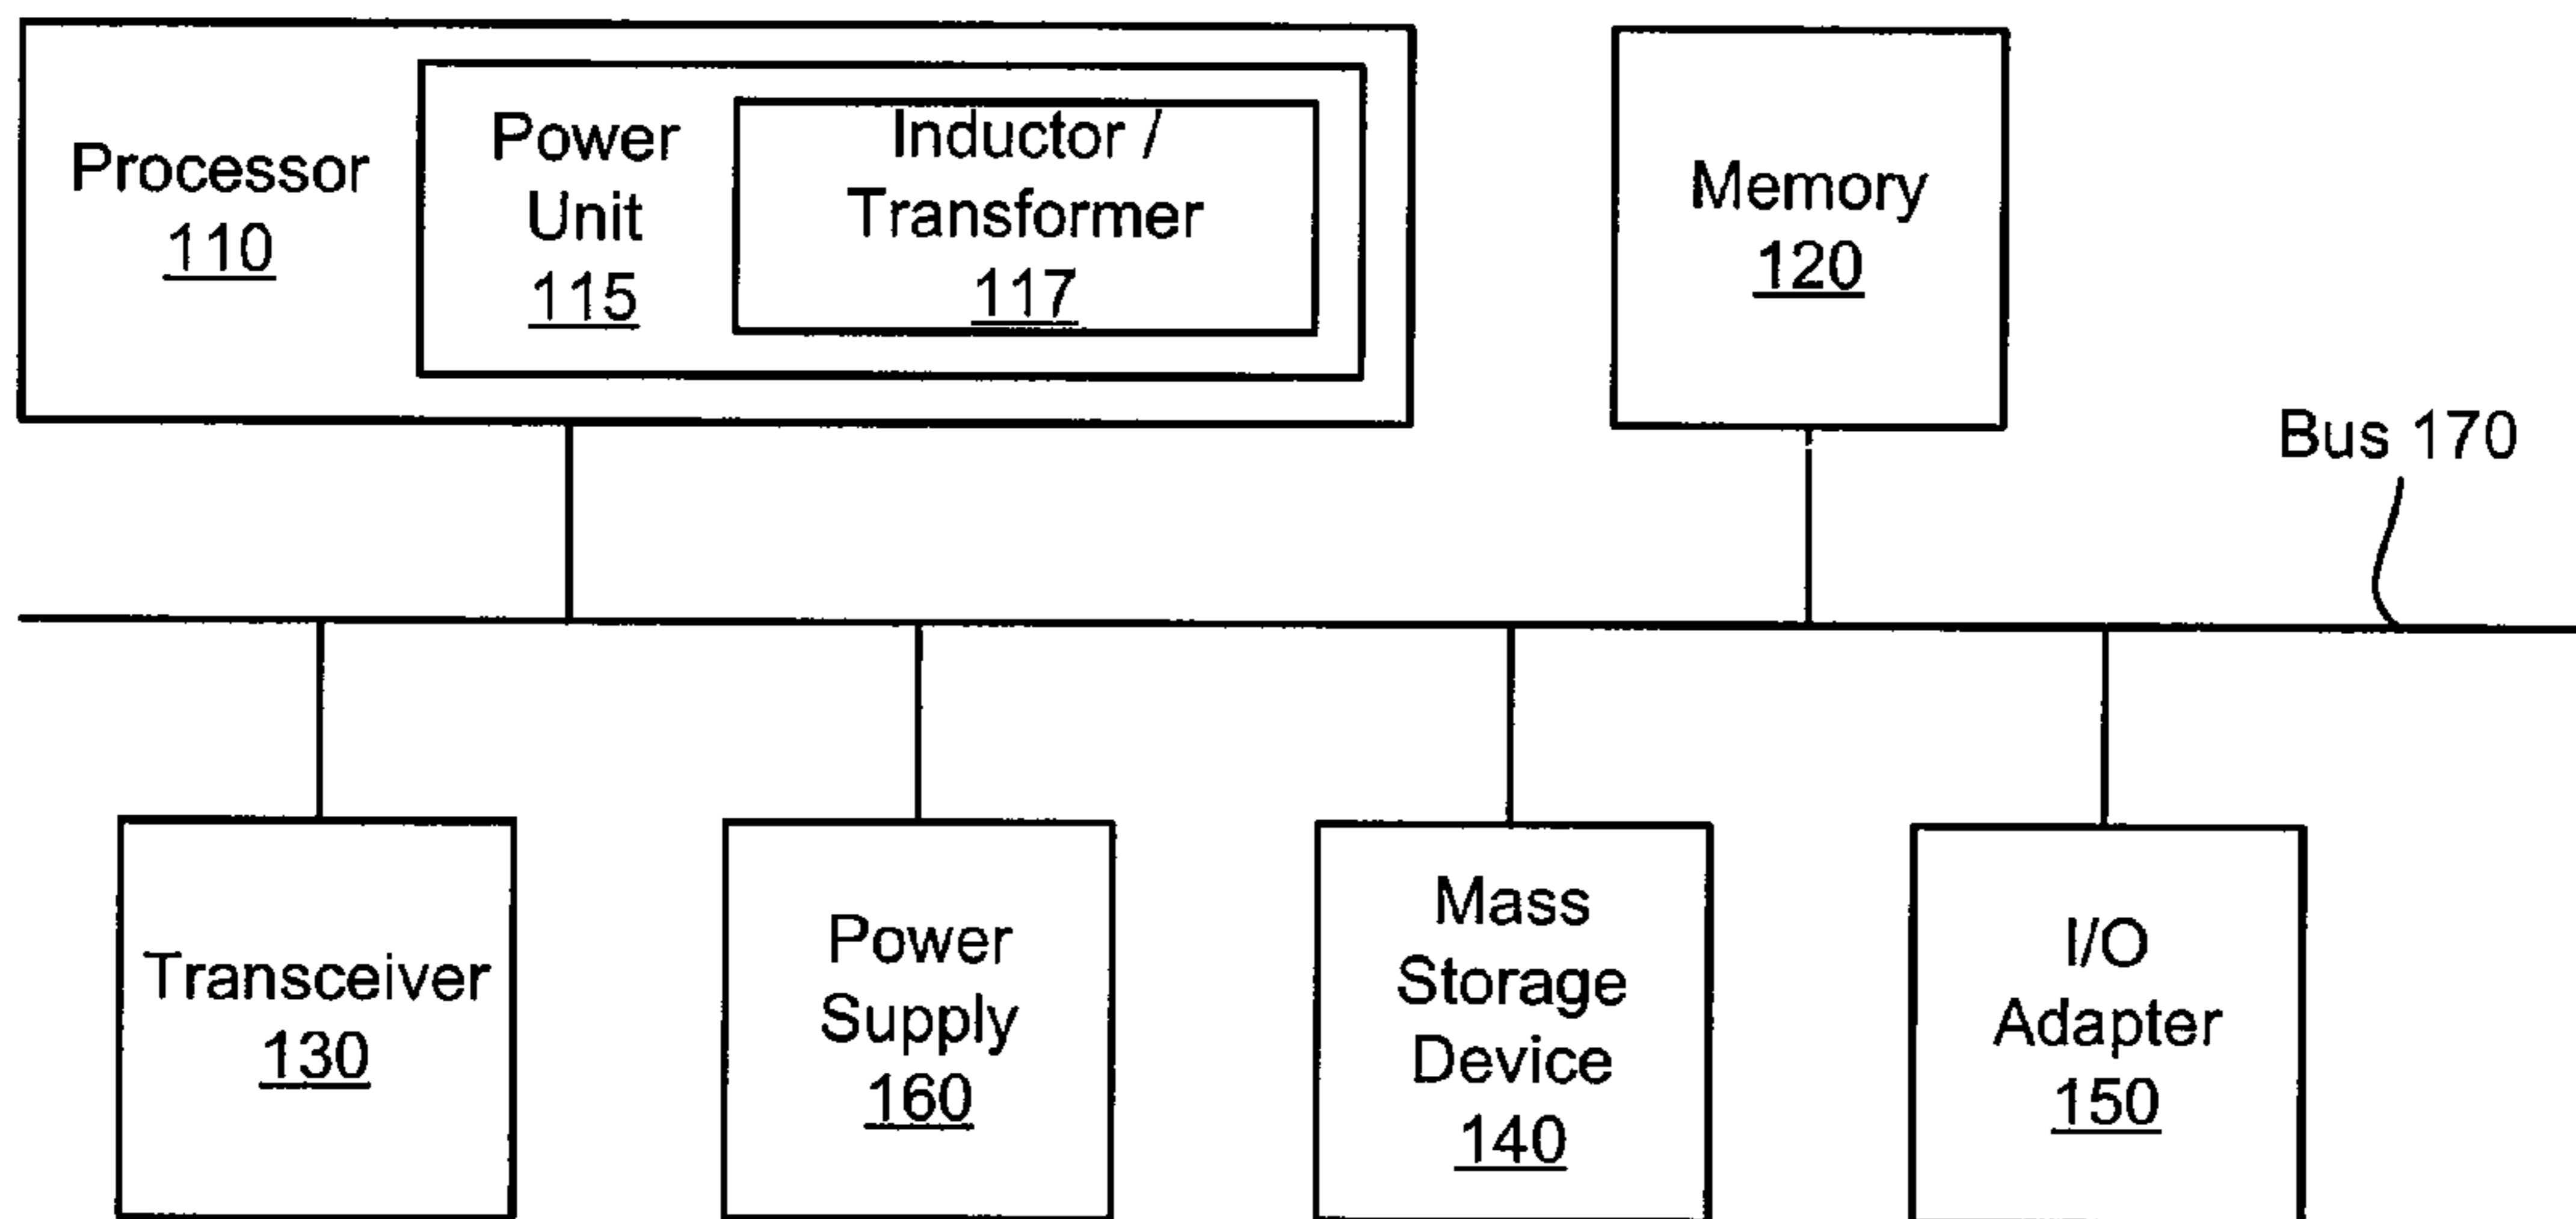 Processor
110
Power
Unit
115
Inductor /
Transformer
117
Memory
120
Bus 170
Transceiver
130
Power
Supply
160
Mass
Storage
Device
140
I/O
Adapter
150